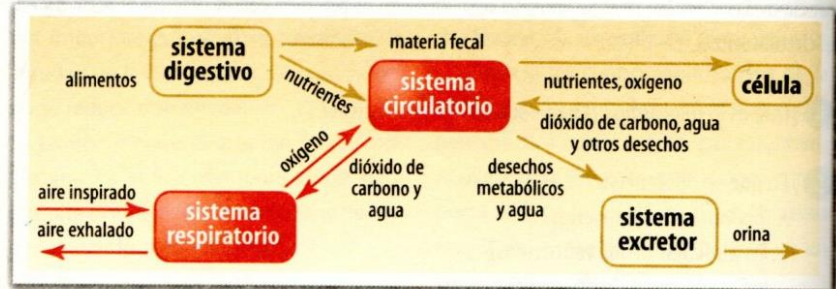 sistema
digestivo
materia fecal
alimentos
nutrientes
sistema
circulatorio
nutrientes, oxígeno
célula
dióxido de carbono, agua
y otros desechos
oxígeno
dióxido de
carbono y
agua
desechos
metabólicos
y agua
aire inspirado
aire exhalado
sistema
respiratorio
sistema
excretor
orina